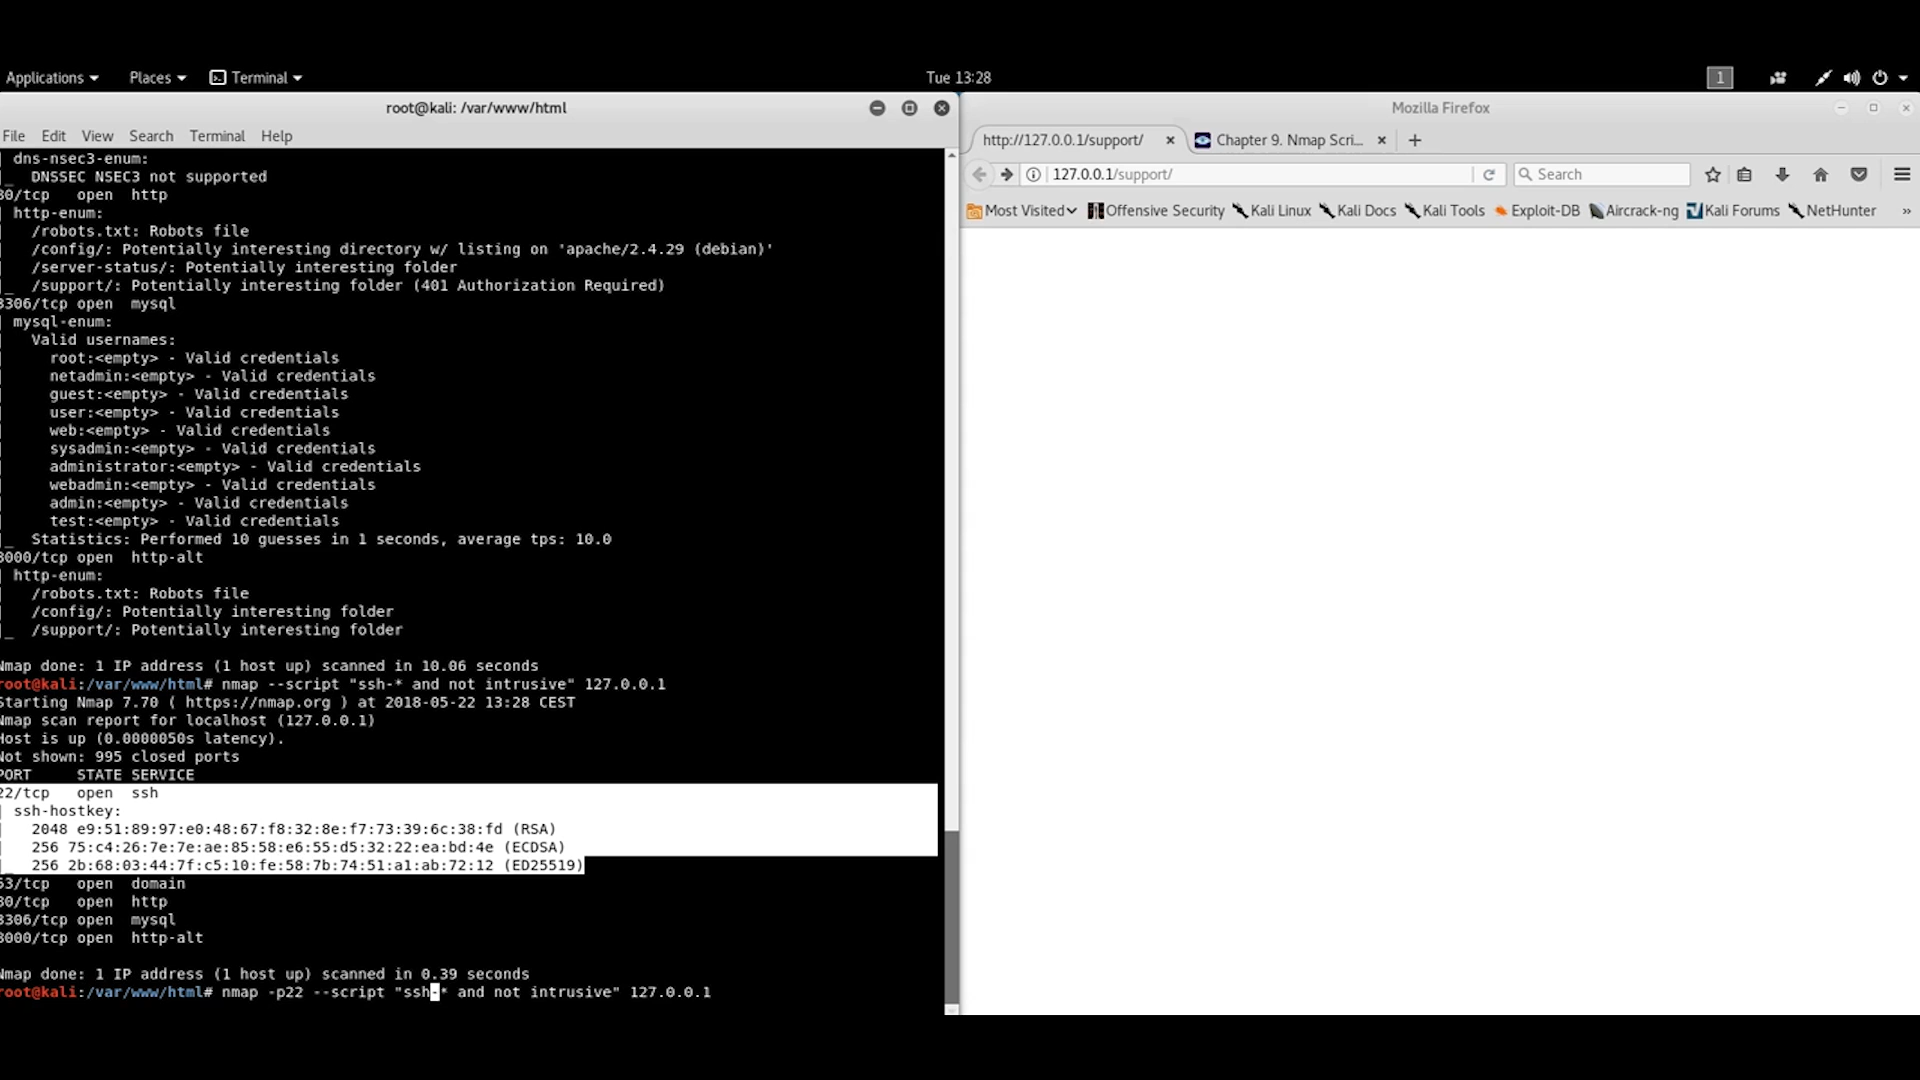 Applications Places Terminal Tue 13:28 1
root@kali: /var/www/html
File Edit View Search Terminal Help
| dns-nsec3-enum:
|_  DNSSEC NSEC3 not supported
80/tcp   open  http
| http-enum:
|   /robots.txt: Robots file
|   /config/: Potentially interesting directory w/ listing on 'apache/2.4.29 (debian)'
|   /server-status/: Potentially interesting folder
|_  /support/: Potentially interesting folder (401 Authorization Required)
3306/tcp open  mysql
| mysql-enum:
|   Valid usernames:
|     root:<empty> - Valid credentials
|     netadmin:<empty> - Valid credentials
|     guest:<empty> - Valid credentials
|     user:<empty> - Valid credentials
|     web:<empty> - Valid credentials
|     sysadmin:<empty> - Valid credentials
|     administrator:<empty> - Valid credentials
|     webadmin:<empty> - Valid credentials
|     admin:<empty> - Valid credentials
|     test:<empty> - Valid credentials
|_  Statistics: Performed 10 guesses in 1 seconds, average tps: 10.0
8000/tcp open  http-alt
| http-enum:
|   /robots.txt: Robots file
|   /config/: Potentially interesting folder
|_  /support/: Potentially interesting folder
Nmap done: 1 IP address (1 host up) scanned in 10.06 seconds
root@kali:/var/www/html# nmap --script "ssh-* and not intrusive" 127.0.0.1
Starting Nmap 7.70 ( https://nmap.org ) at 2018-05-22 13:28 CEST
Nmap scan report for localhost (127.0.0.1)
Host is up (0.0000050s latency).
Not shown: 995 closed ports
PORT     STATE SERVICE
22/tcp   open  ssh
| ssh-hostkey:
|   2048 e9:51:89:97:e0:48:67:f8:32:8e:f7:73:39:6c:38:fd (RSA)
|   256 75:c4:26:7e:7e:ae:85:58:e6:55:d5:32:22:ea:bd:4e (ECDSA)
|_  256 2b:68:03:44:7f:c5:10:fe:58:7b:74:51:a1:ab:72:12 (ED25519)
53/tcp   open  domain
80/tcp   open  http
3306/tcp open  mysql
8000/tcp open  http-alt
Nmap done: 1 IP address (1 host up) scanned in 0.39 seconds
root@kali:/var/www/html# nmap -p22 --script "ssh-* and not intrusive" 127.0.0.1
Mozilla Firefox
http://127.0.0.1/support/ Chapter 9. Nmap Scri...
127.0.0.1/support/ Search
Most Visited Offensive Security Kali Linux Kali Docs Kali Tools Exploit-DB Aircrack-ng Kali Forums NetHunter »